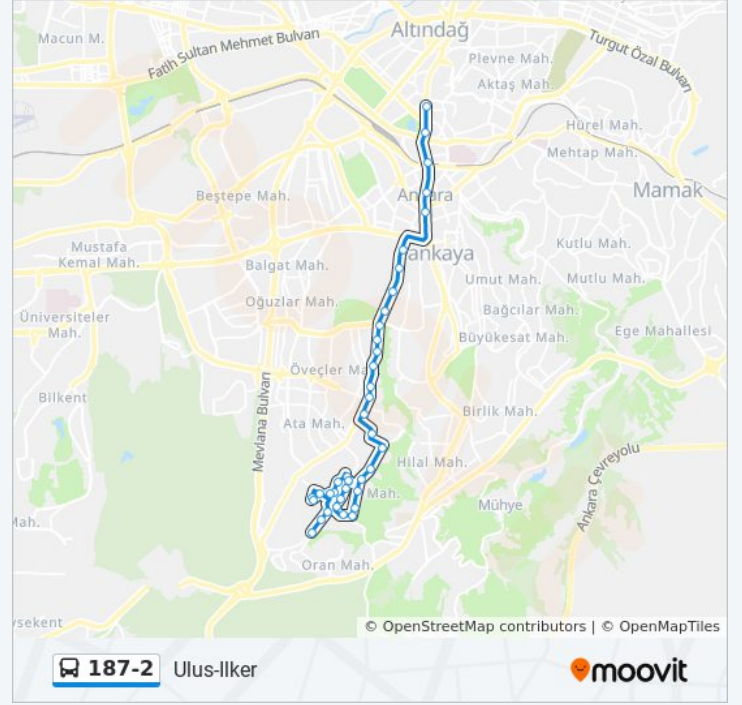 Macun M.
Fatih Sultan Mehmet Bulvarı
Altındağ
Plevne Mah.
Turgut Özal Bulvarı
Aktaş Mah.
Hürel Mah.
Mehtap Mah.
Beştepe Mah.
Mamak
Mustafa
Kemal Mah.
Balgat Mah.
ankaya
Kutlu Mah.
Umut Mah.
Mutlu Mah.
Oğuzlar Mah.
Bağcılar Mah.
Üniversiteler
Mah.
Ege Mahallesi
Büyükesat Mah.
Öveçler Ma
Bilkent
Mevlana Bulvarı
Ata Mah.
Birlik Mah.
Hilal Mah.
Ankara Çevreyolu
Mah.
Mühye
Oran Mah.
ysekent
© OpenStreetMap contributors | © OpenMapTiles
187-2 Ulus-Ilker
moovit